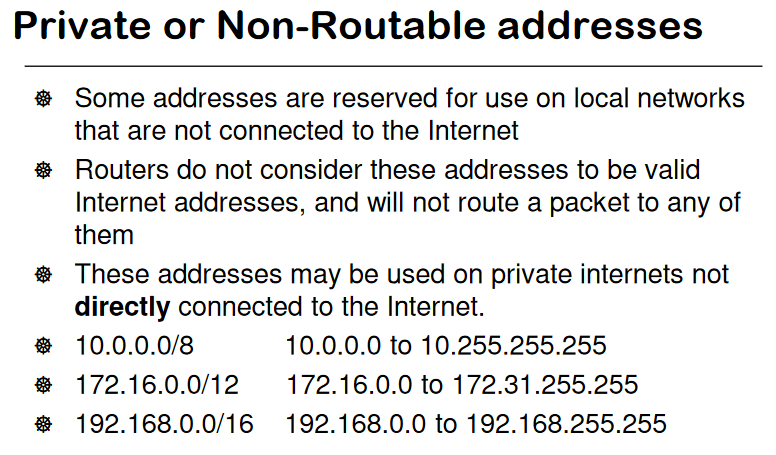 Private or Non-Routable addresses
Some addresses are reserved for use on local networks
that are not connected to the Internet
Routers do not consider these addresses to be valid
Internet addresses, and will not route a packet to any of
them
These addresses may be used on private internets not
directly connected to the Internet.
10.0.0.0/8 10.0.0.0 to 10.255.255.255
172.16.0.0/12 172.16.0.0 to 172.31.255.255
192.168.0.0/16 192.168.0.0 to 192.168.255.255